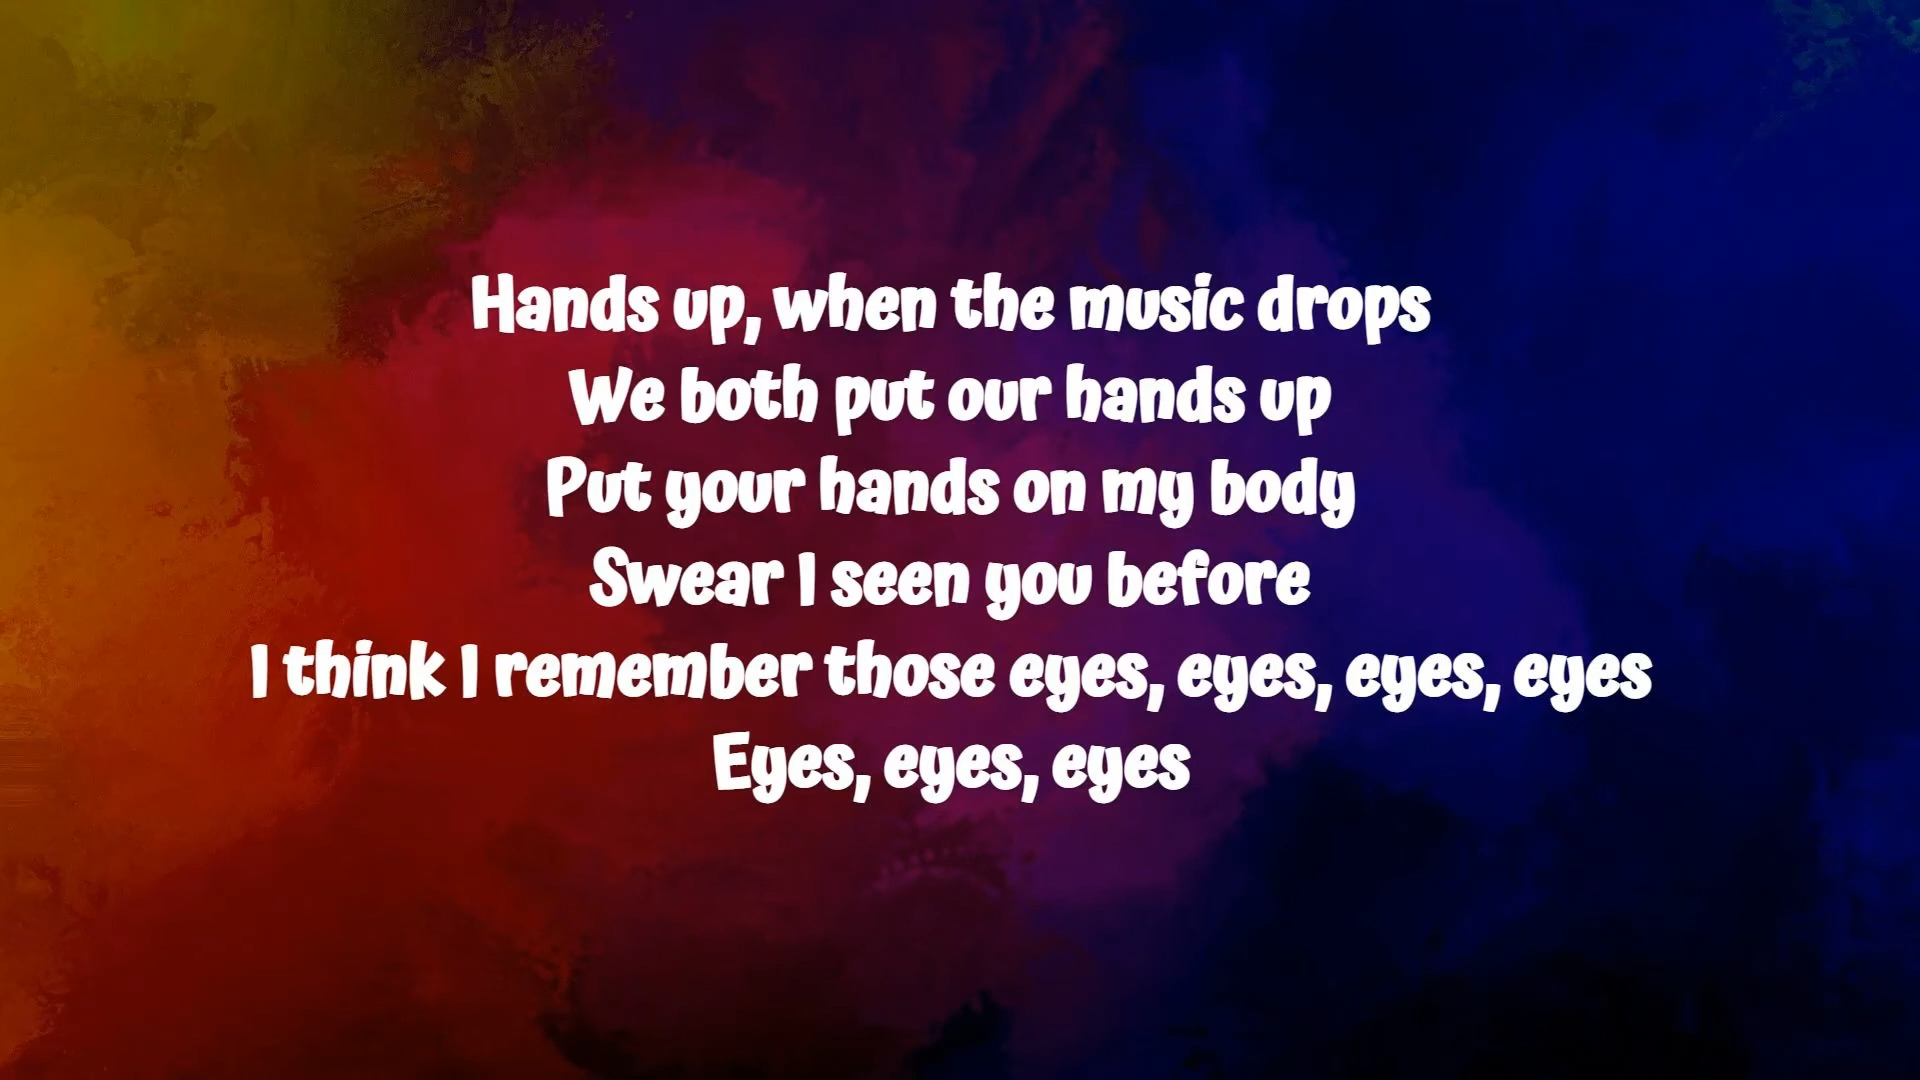 Hands up, when the music drops
We both put our hands up
Put your hands on my body
Swear I seen you before
I think I remember those eyes, eyes, eyes, eyes
Eyes, eyes, eyes